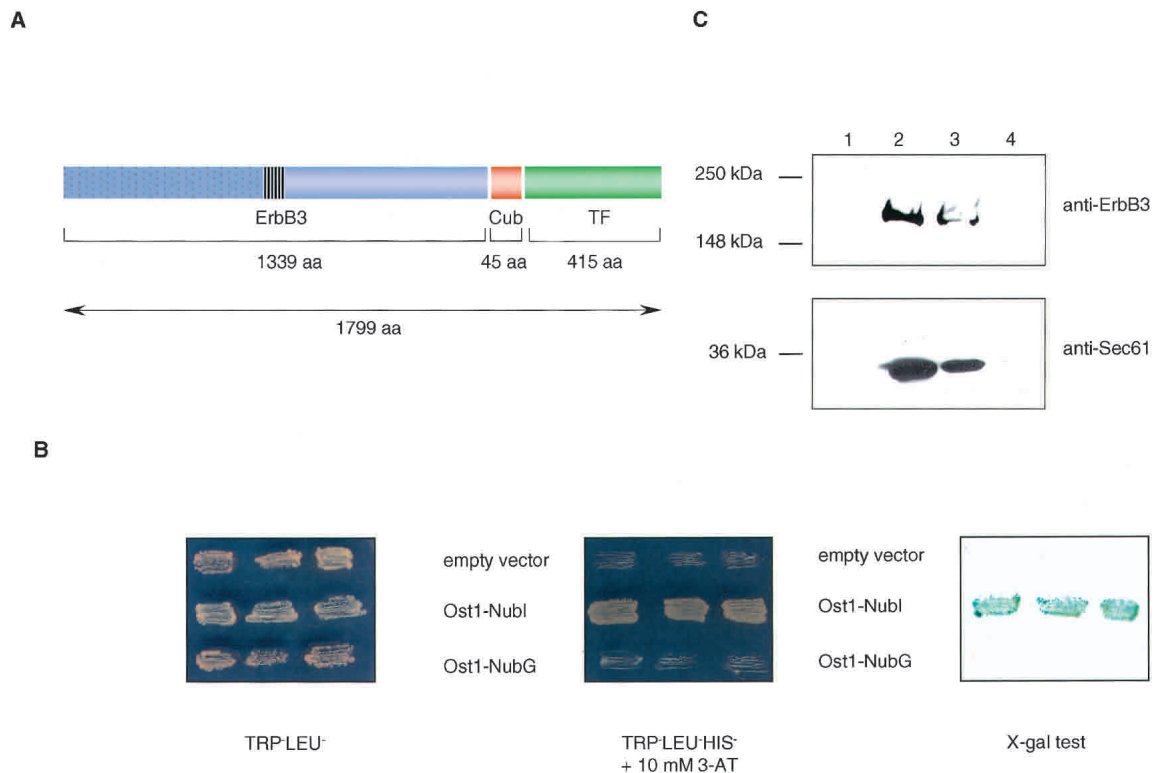 A
ErbB3
Cub
TF
1339 aa
45 aa
415 aa
1799 aa
C
1 2 3 4
250 kDa
148 kDa
anti-ErbB3
36 kDa
anti-Sec61
B
empty vector
Ost1-NubI
Ost1-NubG
empty vector
Ost1-NubI
Ost1-NubG
TRP-LEU-
TRP-LEU-HIS-
+ 10 mM 3-AT
X-gal test